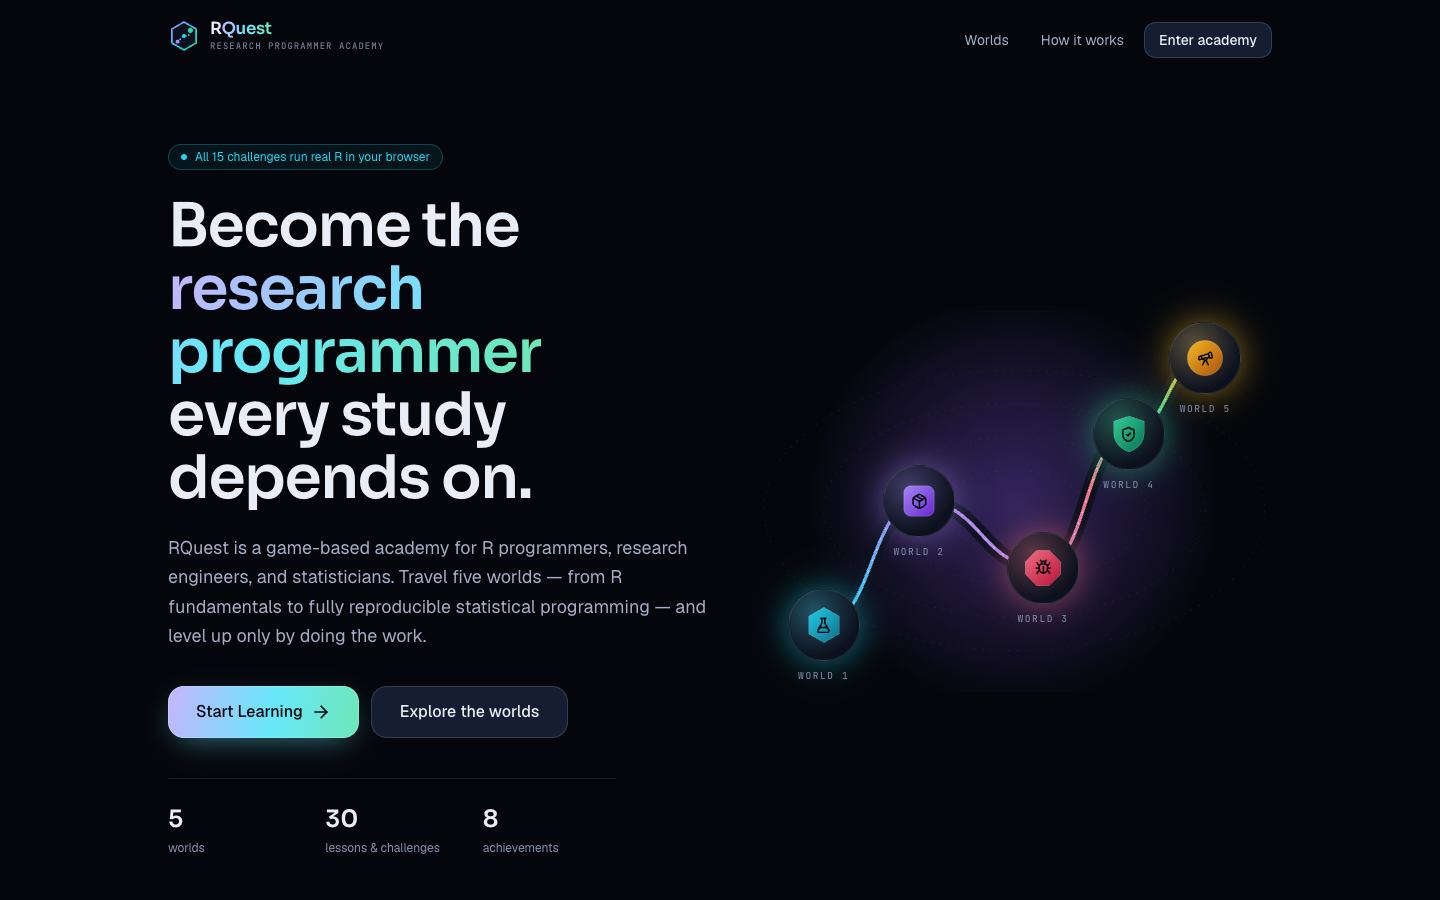 RQuest
RESEARCH PROGRAMMER ACADEMY
Worlds
How it works
Enter academy
All 15 challenges run real R in your browser
Become the
research
programmer
every study
depends on.
RQuest is a game-based academy for R programmers, research
engineers, and statisticians. Travel five worlds — from R
fundamentals to fully reproducible statistical programming — and
level up only by doing the work.
Start Learning
Explore the worlds
5
worlds
30
lessons & challenges
8
achievements
WORLD 1
WORLD 2
WORLD 3
WORLD 4
WORLD 5